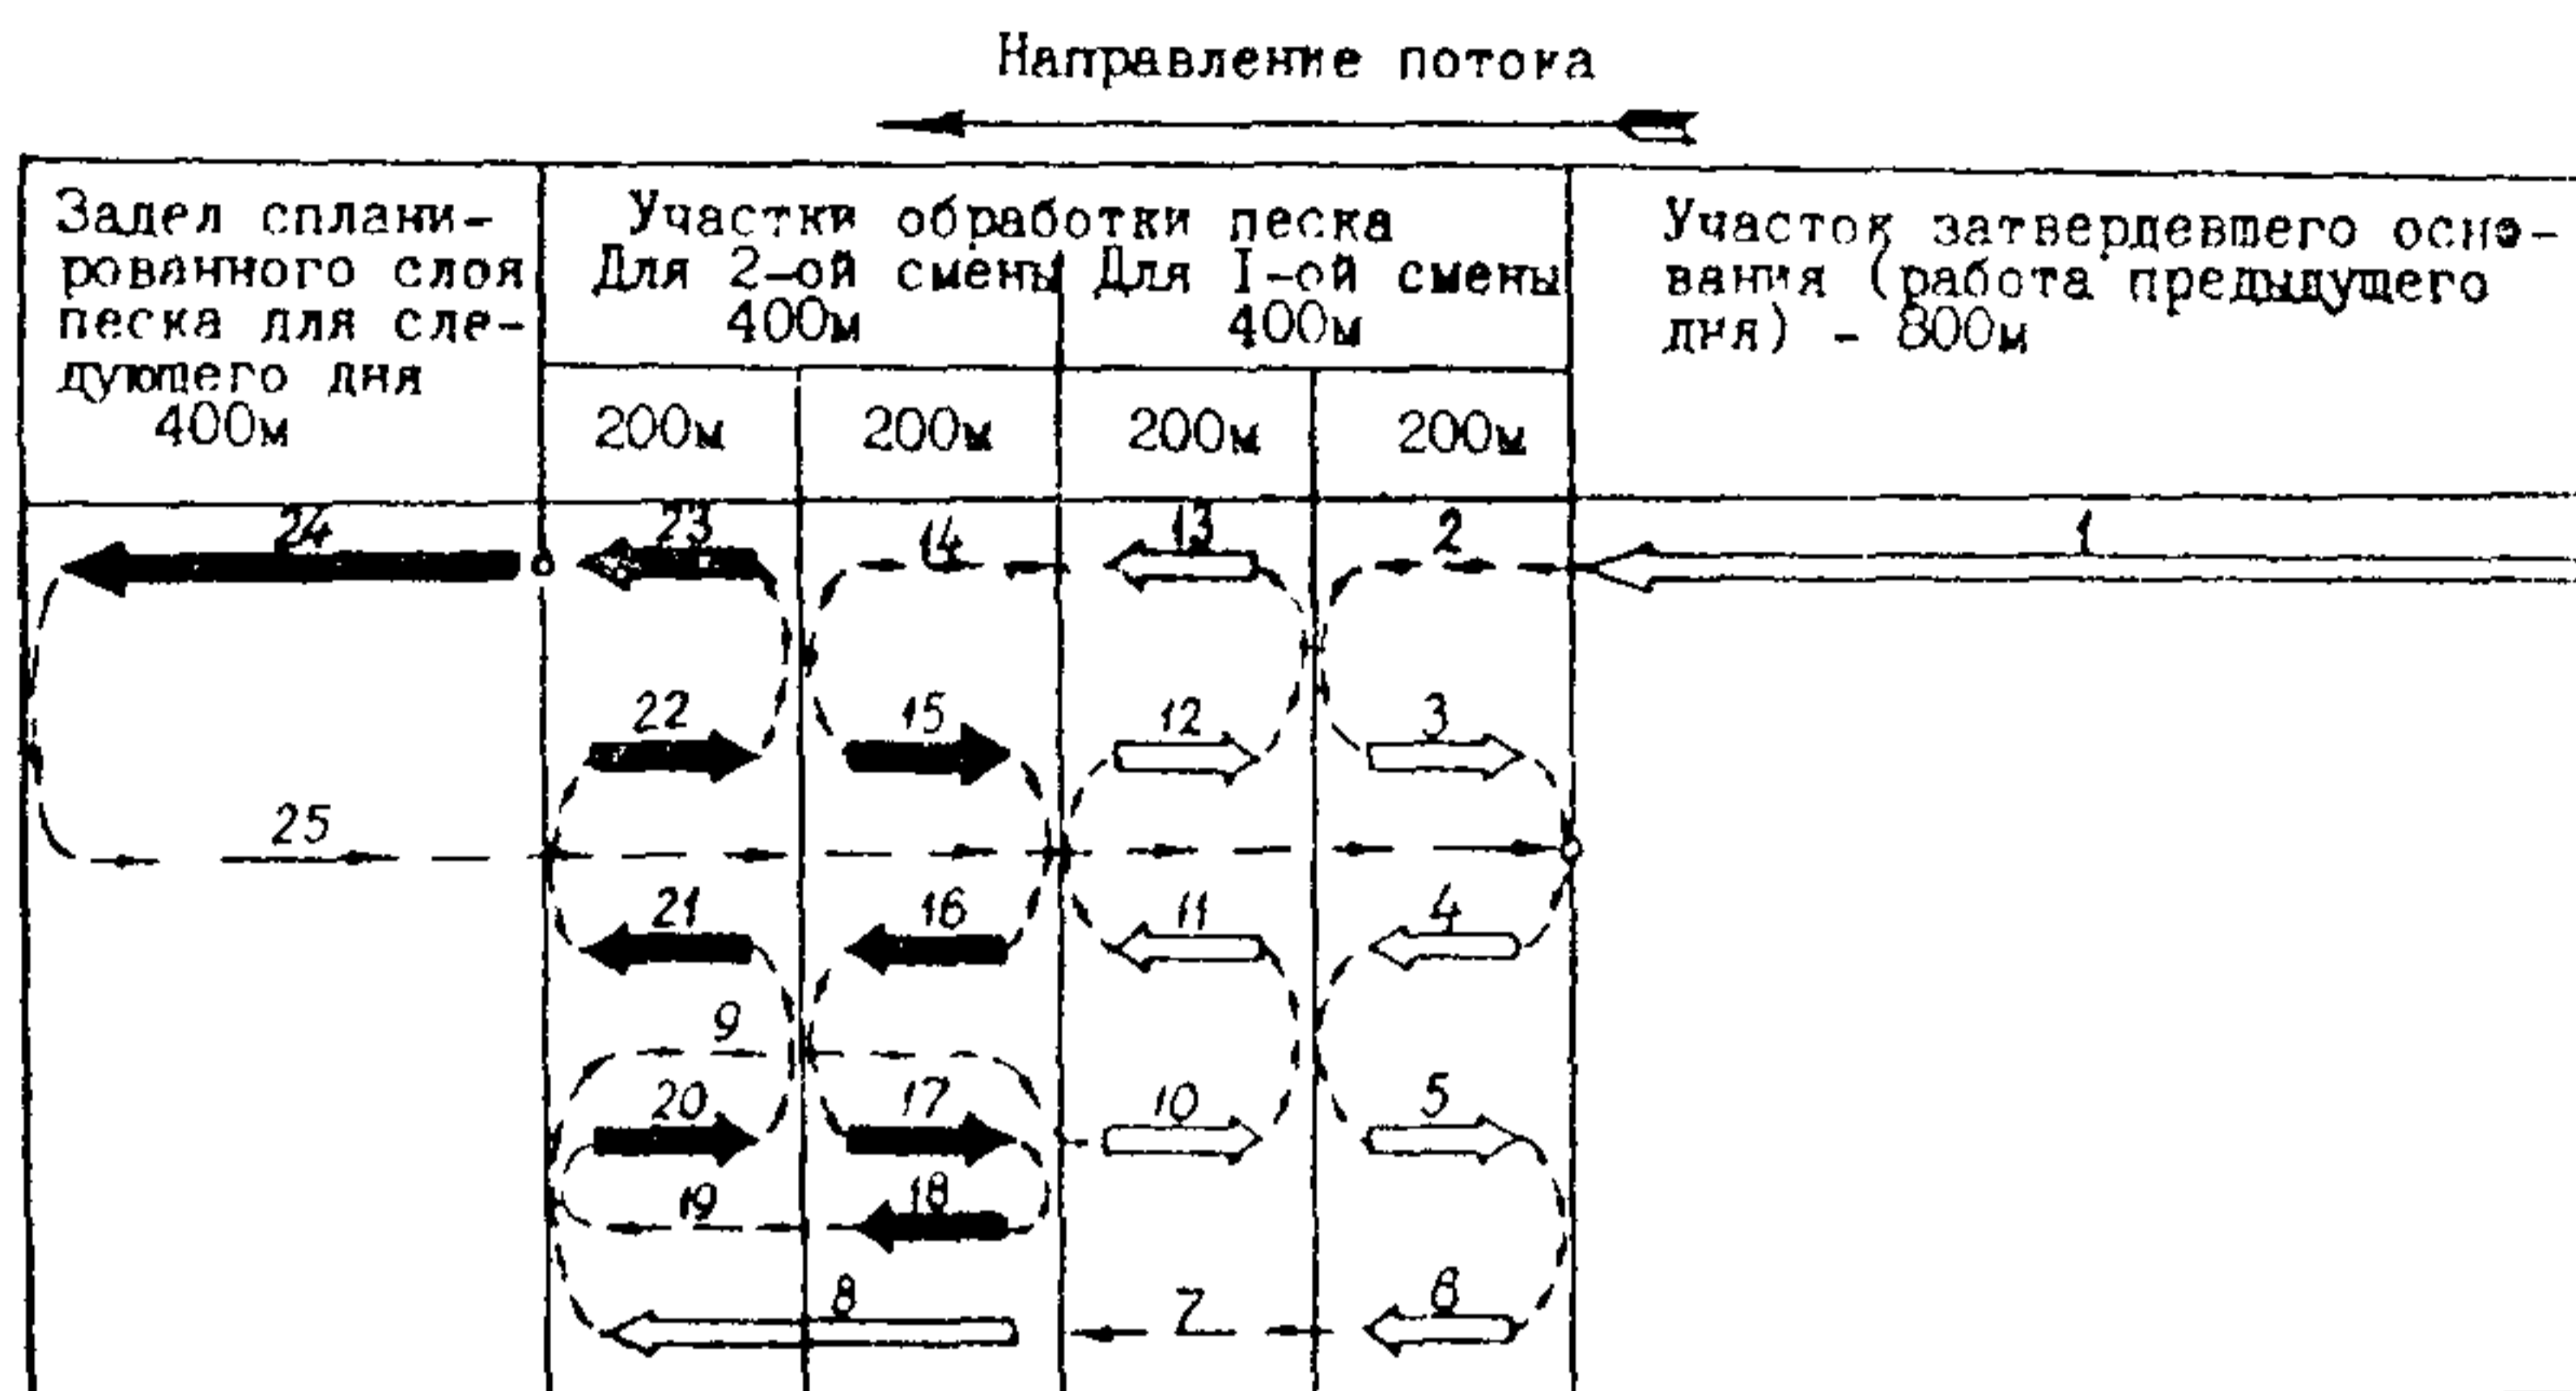 Направление потока
Задел сплани-
рованного слоя
песка для сле-
дующего дня
400м
Участки обработки песка
Для 2-ой смены
400м
Для I-ой смены
400м
Участок затвердевшего осно-
вания (работа предыдущего
дня) - 800м
200м
200м
200м
200м
24
23
14
13
2
1
22
15
12
3
25
21
16
11
4
9
20
17
10
5
19
18
8
7
6